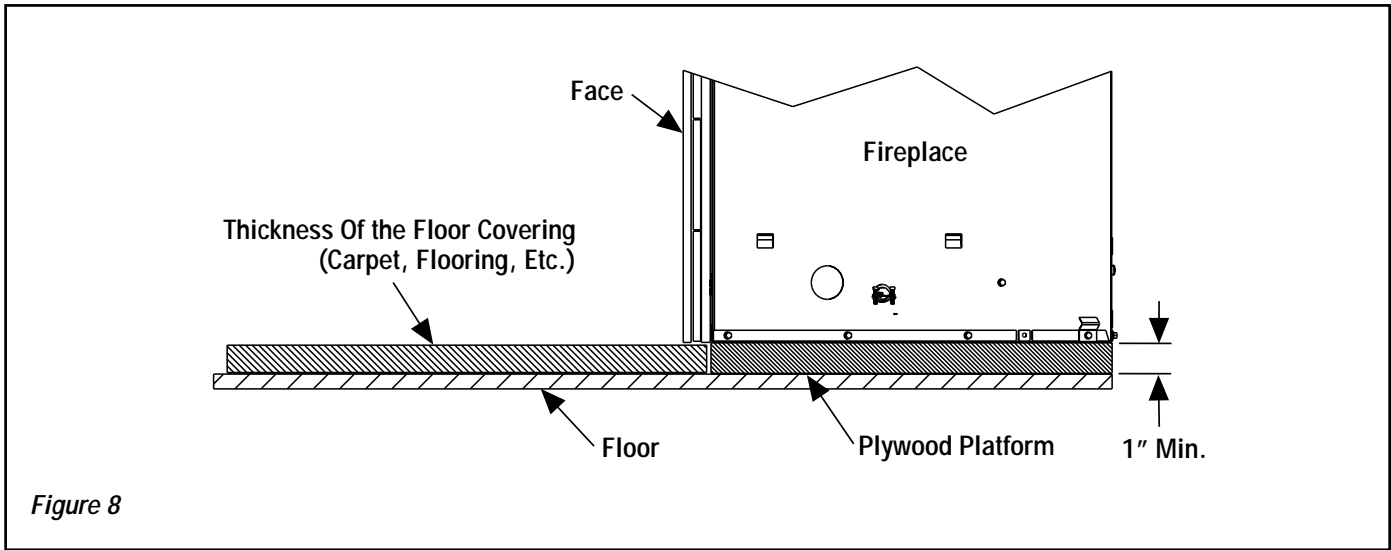 Face
Fireplace
Thickness Of the Floor Covering
(Carpet, Flooring, Etc.)
Floor
Plywood Platform
1″ Min.
Figure 8